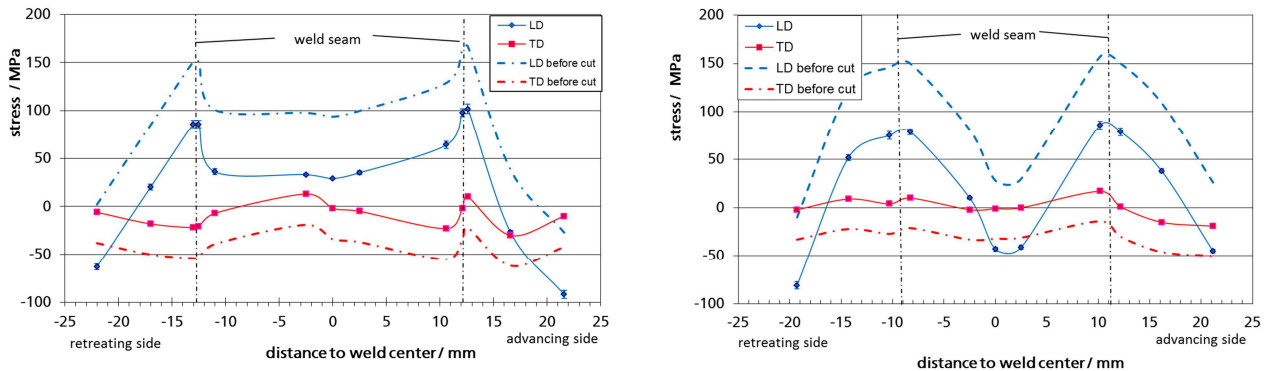 200
150
100
50
0
-50
-100
stress / MPa
-25
-20
-15
-10
-5
0
5
10
15
20
25
retreating side
distance to weld center / mm
advancing side
weld seam
LD
TD
LD before cut
TD before cut
200
150
100
50
0
-50
-100
stress / MPa
-25
-20
-15
-10
-5
0
5
10
15
20
25
retreating side
distance to weld center / mm
advancing side
weld seam
LD
TD
LD before cut
TD before cut